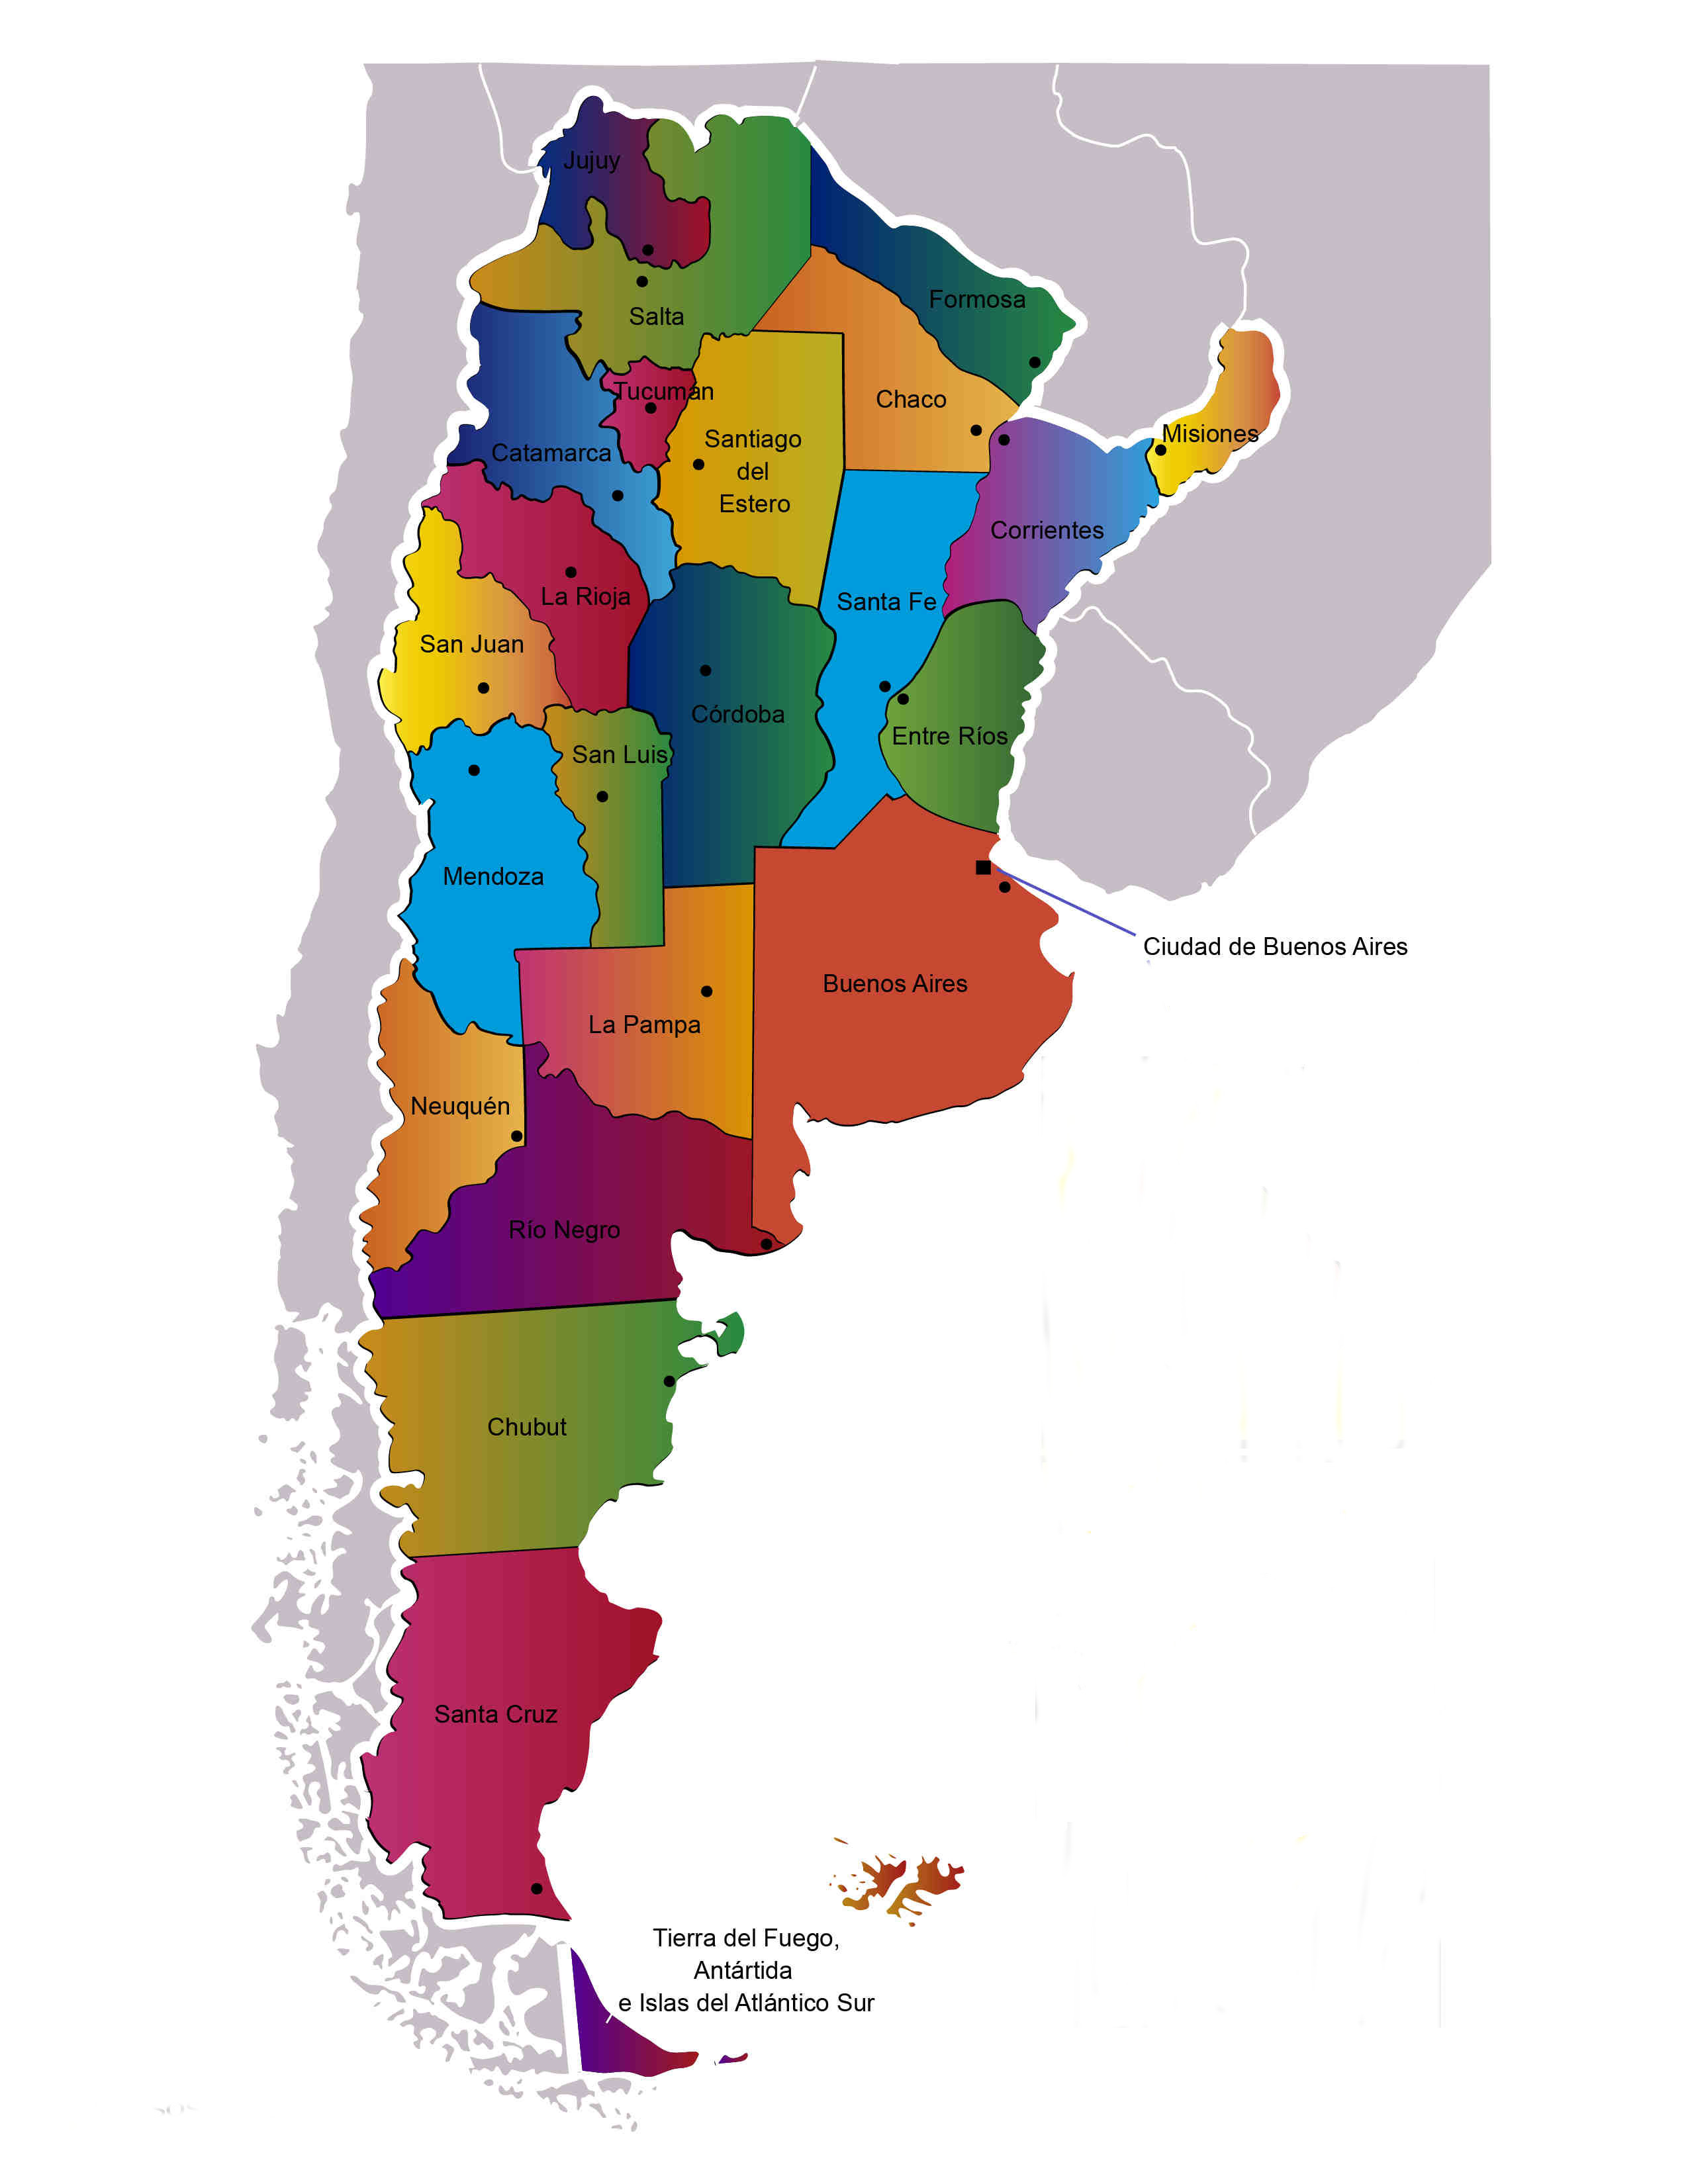 Jujuy
Formosa
Salta
Tucumán
Chaco
Misiones
Santiago
del
Estero
Catamarca
Corrientes
La Rioja
Santa Fe
San Juan
Córdoba
Entre Ríos
San Luis
Mendoza
Ciudad de Buenos Aires
Buenos Aires
La Pampa
Neuquén
Río Negro
Chubut
Santa Cruz
Tierra del Fuego,
Antártida
e Islas del Atlántico Sur